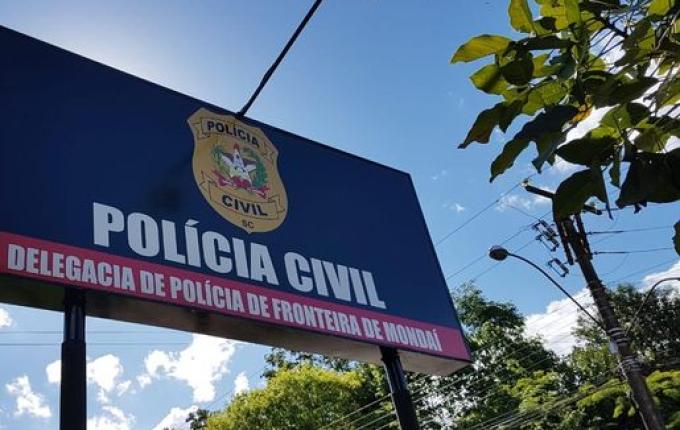 POLÍCIA
CIVIL
SC
POLÍCIA CIVIL
DELEGACIA DE POLÍCIA DE FRONTEIRA DE MONDAÍ